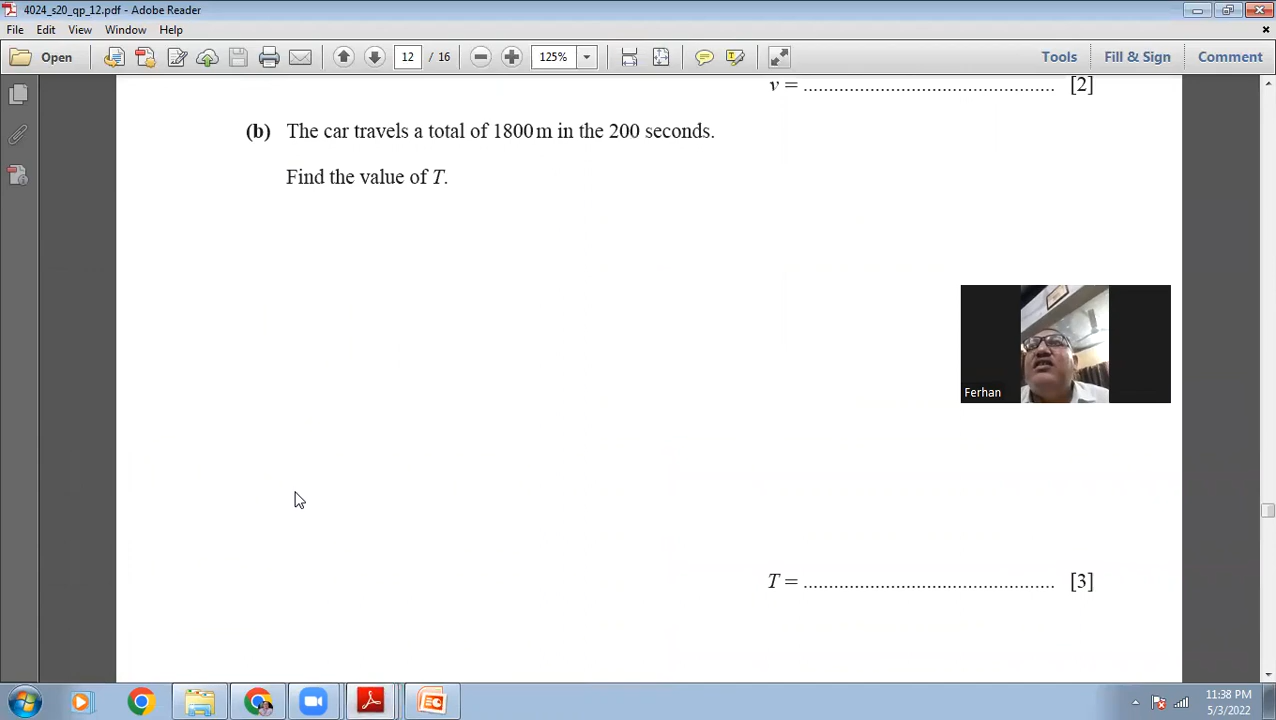 4024_s20_qp_12.pdf - Adobe Reader
File Edit View Window Help
Open 12 / 16 125% Tools Fill & Sign Comment
v = ................................................ [2]
(b) The car travels a total of 1800 m in the 200 seconds.
Find the value of T.
Ferhan
T = ................................................ [3]
11:38 PM
5/3/2022